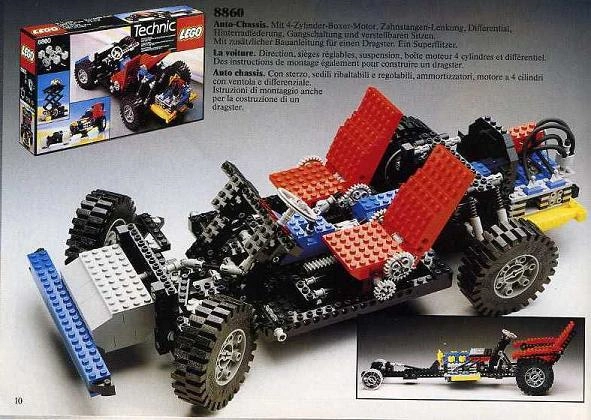 8860
Auto-Chassis. Mit 4-Zylinder-Boxer-Motor, Zahnstangen-Lenkung, Differential,
Hinterradfederung, Gangschaltung und verstellbaren Sitzen.
Mit zusätzlicher Bauanleitung für einen Dragster. Ein Superflitzer.
La voiture. Direction, sièges réglables, suspension, boîte moteur 4 cylindres et différentiel.
Des instructions de montage également pour construire un dragster.
Auto chassis. Con sterzo, sedili ribaltabili e regolabili, ammortizzatori, motore a 4 cilindri
con ventola e differenziale.
Istruzioni di montaggio anche
per la costruzione di un
dragster.
8860
Technic
LEGO
LEGO
10